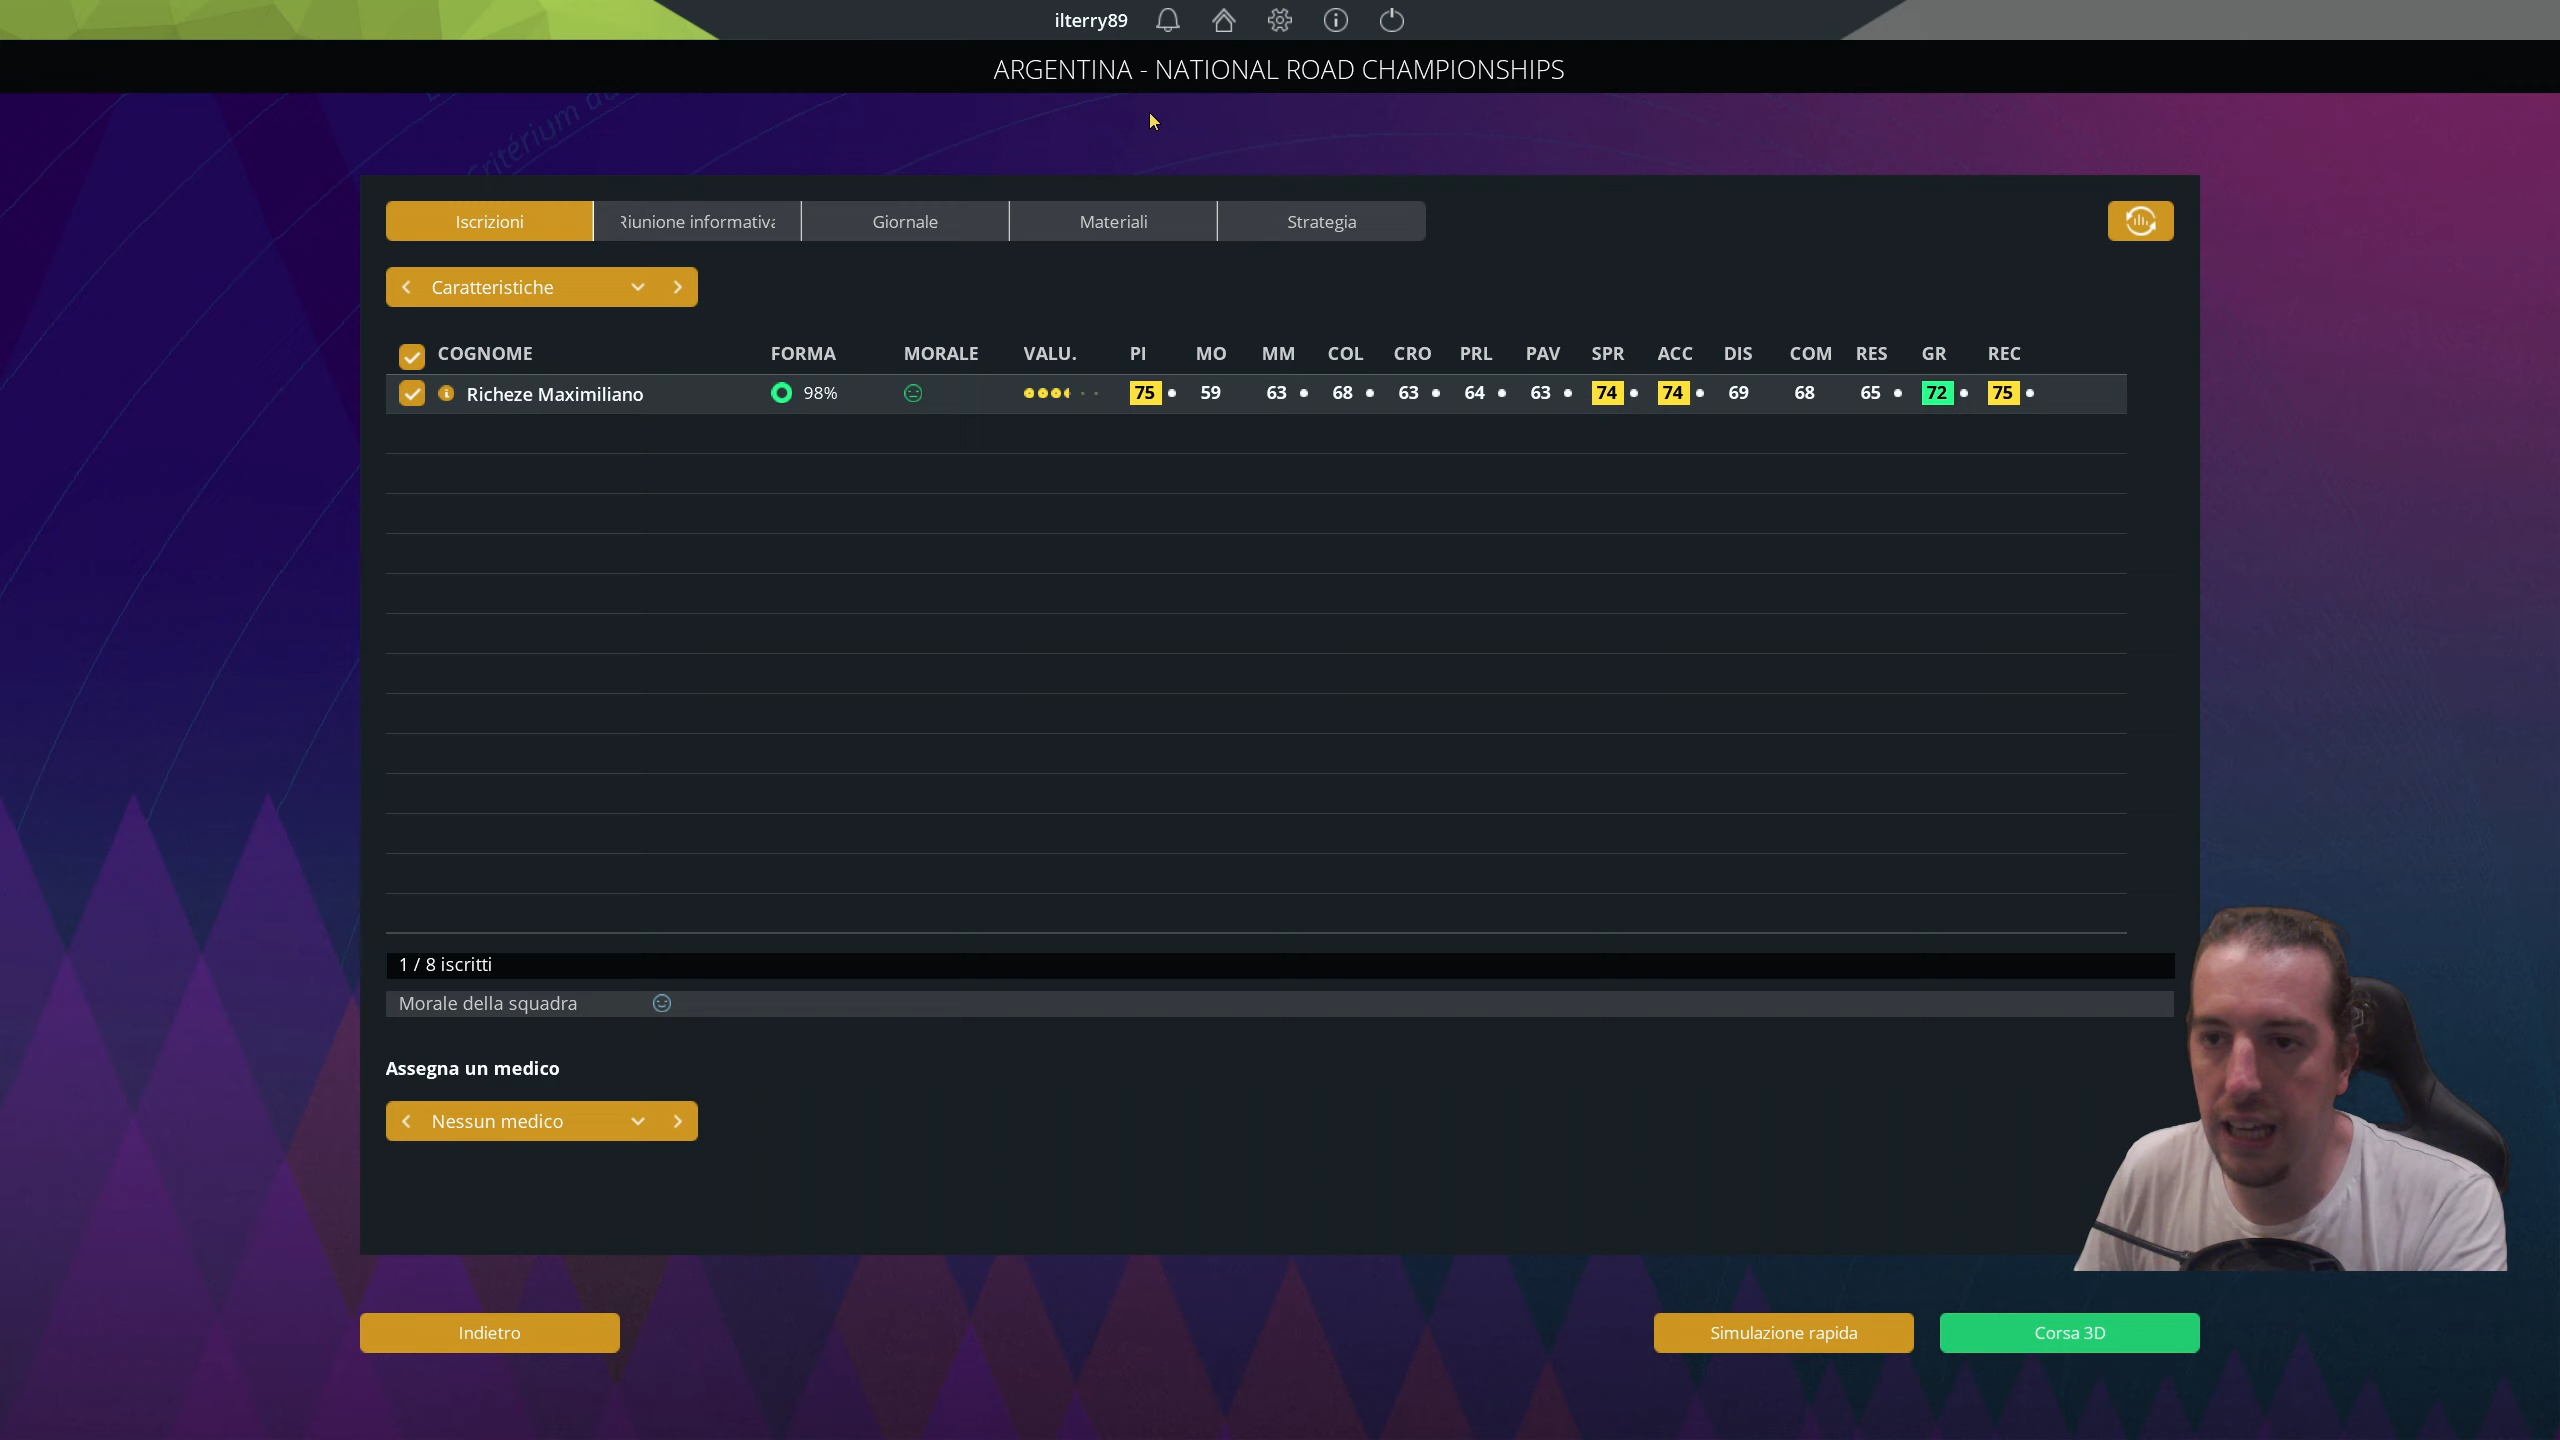 ilterry89
ARGENTINA - NATIONAL ROAD CHAMPIONSHIPS
Critérium du
Iscrizioni
Riunione informativa
Giornale
Materiali
Strategia
Caratteristiche
COGNOME FORMA MORALE VALU. PI MO MM COL CRO PRL PAV SPR ACC DIS COM RES GR REC
Richeze Maximiliano 98% 75 59 63 68 63 64 63 74 74 69 68 65 72 75
1 / 8 iscritti
Morale della squadra
Assegna un medico
Nessun medico
Indietro
Simulazione rapida
Corsa 3D